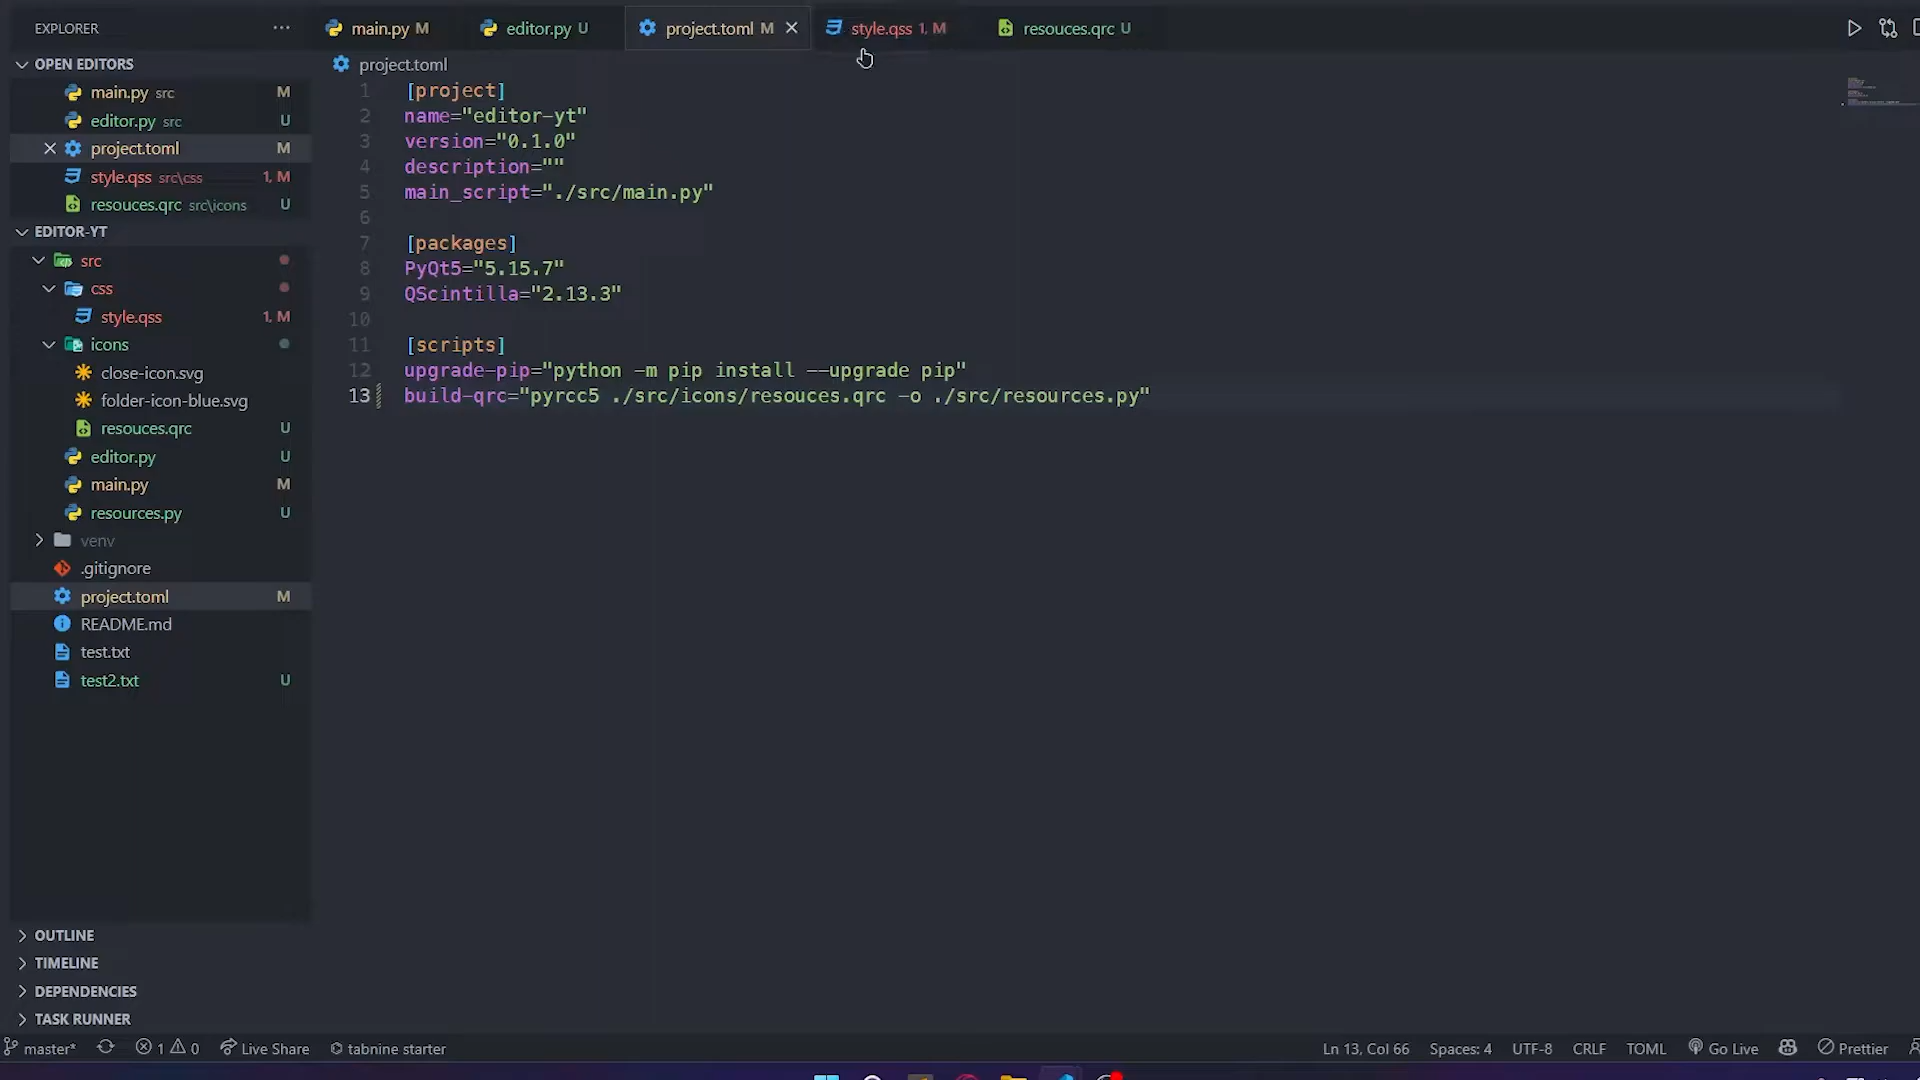 EXPLORER
main.py M
editor.py U
project.toml M
style.qss 1, M
resouces.qrc U
OPEN EDITORS
main.py src M
editor.py src U
project.toml M
style.qss src\css 1, M
resouces.qrc src\icons U
EDITOR-YT
src
css
style.qss 1, M
icons
close-icon.svg
folder-icon-blue.svg
resouces.qrc U
editor.py U
main.py M
resources.py U
venv
.gitignore
project.toml M
README.md
test.txt
test2.txt U
OUTLINE
TIMELINE
DEPENDENCIES
TASK RUNNER
project.toml
1 [project]
2 name="editor-yt"
3 version="0.1.0"
4 description=""
5 main_script="./src/main.py"
6
7 [packages]
8 PyQt5="5.15.7"
9 QScintilla="2.13.3"
10
11 [scripts]
12 upgrade-pip="python -m pip install --upgrade pip"
13 build-qrc="pyrcc5 ./src/icons/resouces.qrc -o ./src/resources.py"
master* 1 0 Live Share tabnine starter Ln 13, Col 66 Spaces: 4 UTF-8 CRLF TOML Go Live Prettier